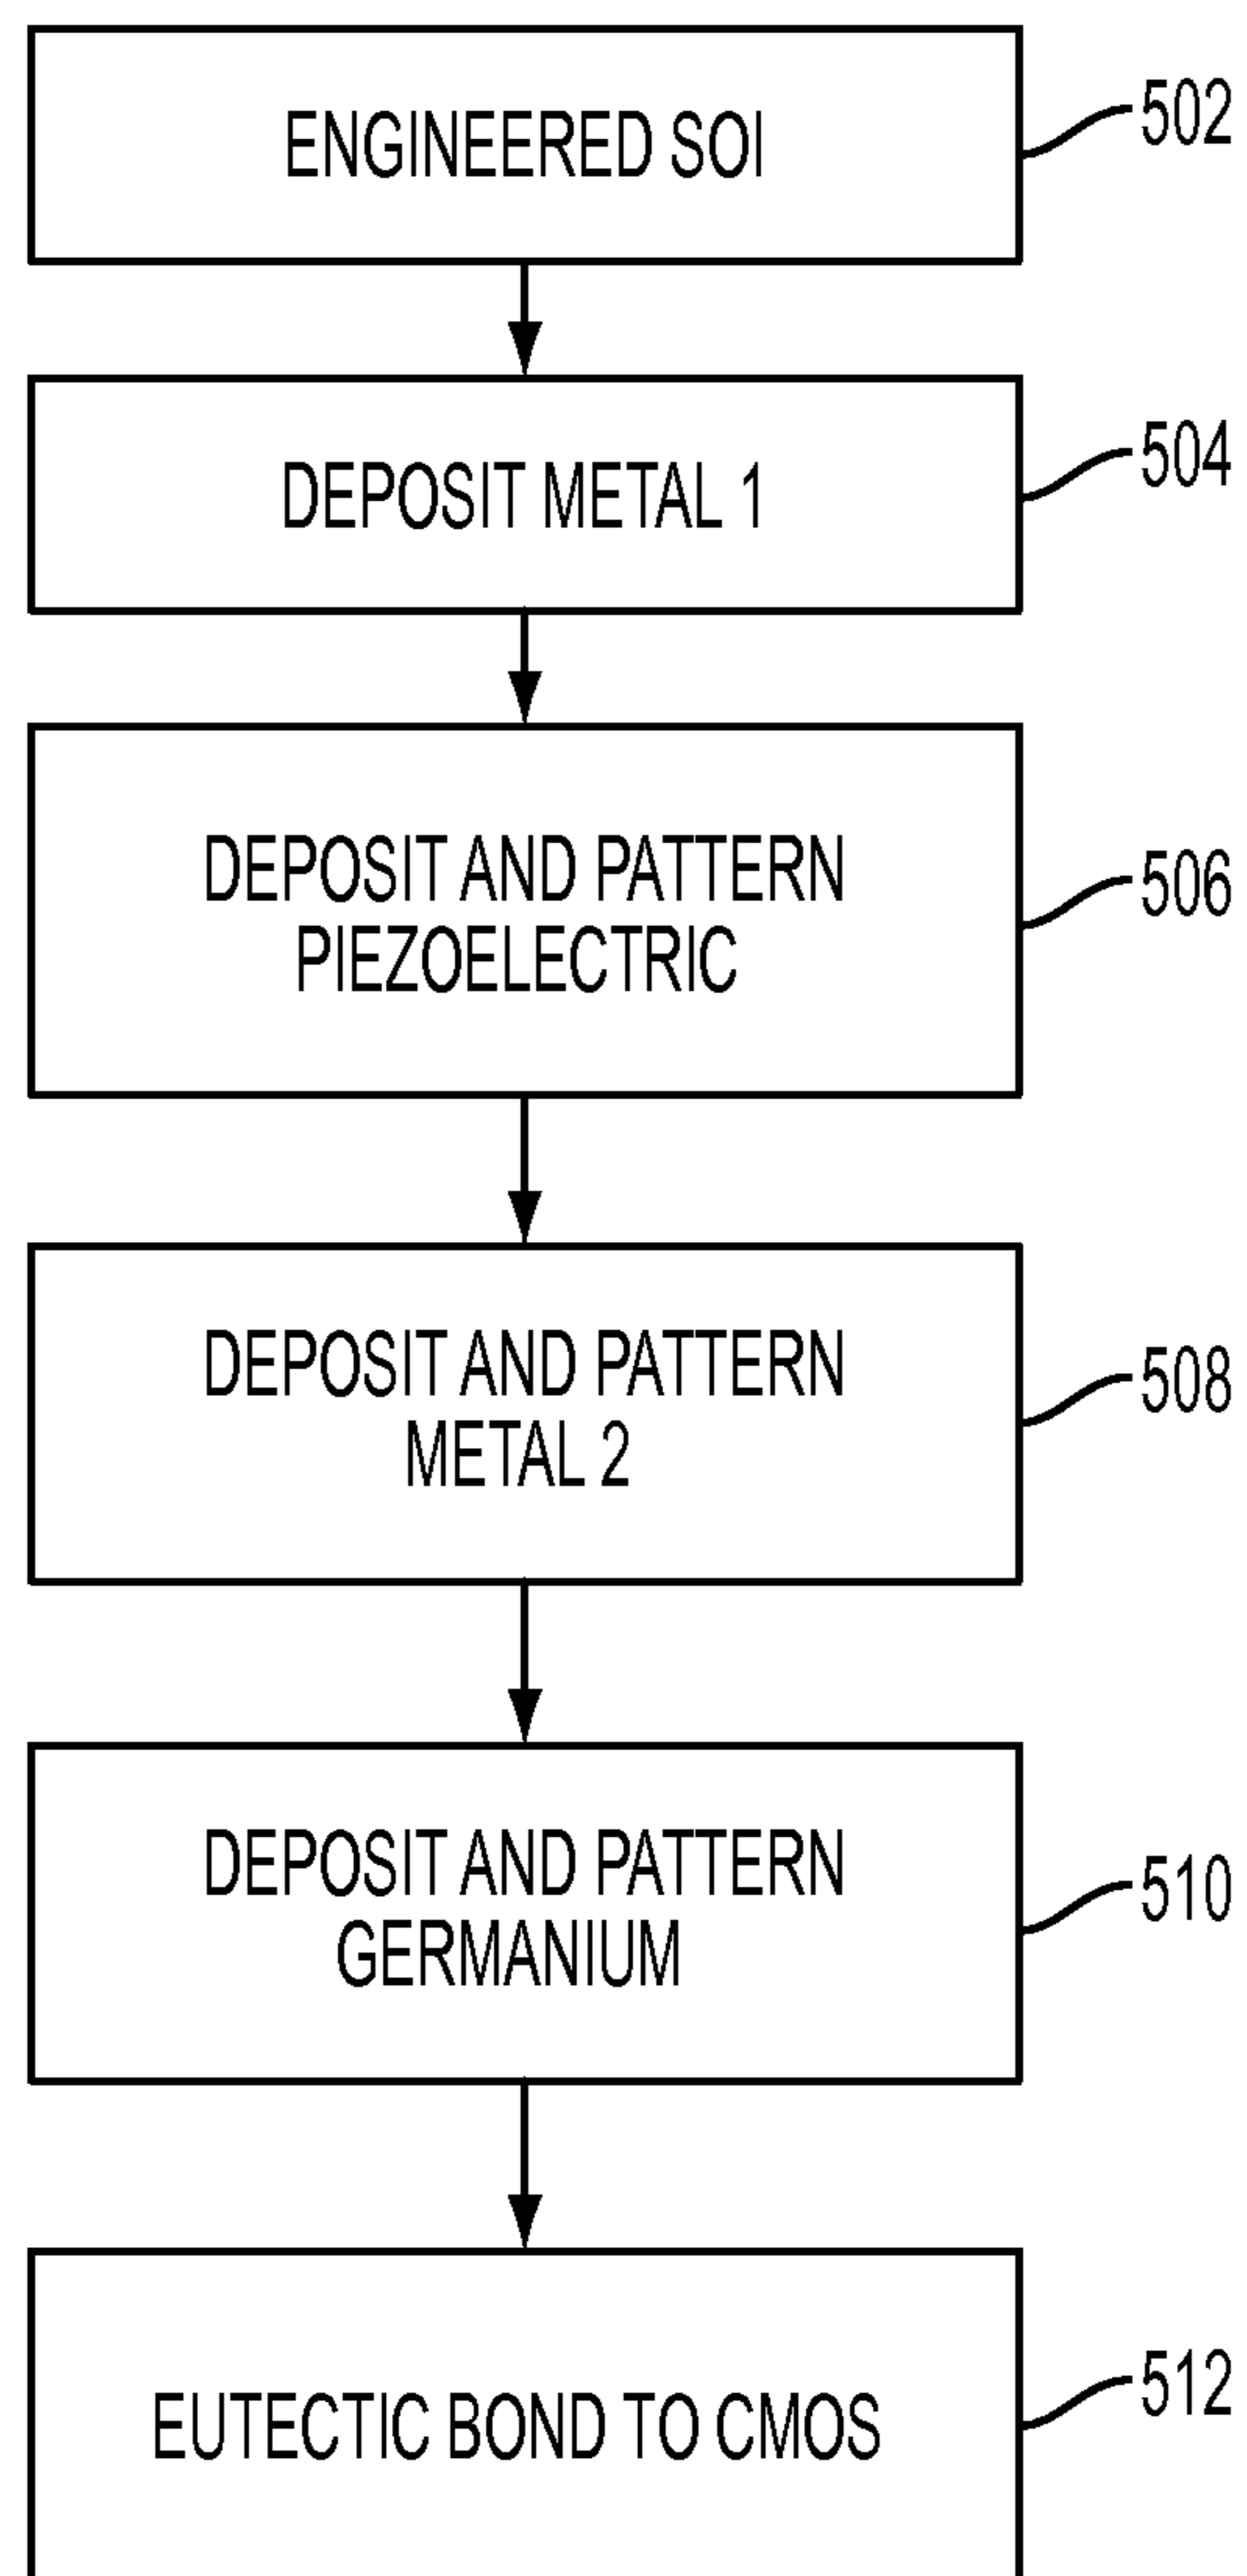 ENGINEERED SOI
502
DEPOSIT METAL 1
504
DEPOSIT AND PATTERN
PIEZOELECTRIC
506
DEPOSIT AND PATTERN
METAL 2
508
DEPOSIT AND PATTERN
GERMANIUM
510
EUTECTIC BOND TO CMOS
512